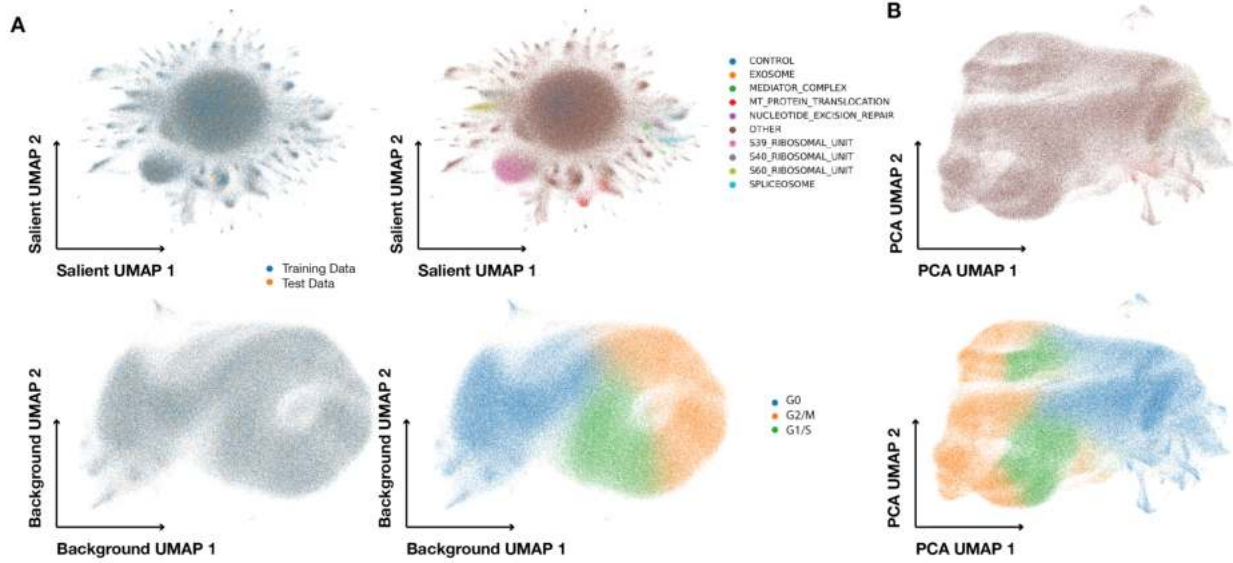 A
B
Salient UMAP 2
Salient UMAP 1
Salient UMAP 2
Salient UMAP 1
CONTROL
EXOSOME
MEDIATOR_COMPLEX
MT_PROTEIN_TRANSLOCATION
NUCLEOTIDE_EXCISION_REPAIR
OTHER
S39_RIBOSOMAL_UNIT
S40_RIBOSOMAL_UNIT
S60_RIBOSOMAL_UNIT
SPLICEOSOME
PCA UMAP 2
PCA UMAP 1
Training Data
Test Data
Background UMAP 2
Background UMAP 1
Background UMAP 2
Background UMAP 1
G0
G2/M
G1/S
PCA UMAP 2
PCA UMAP 1